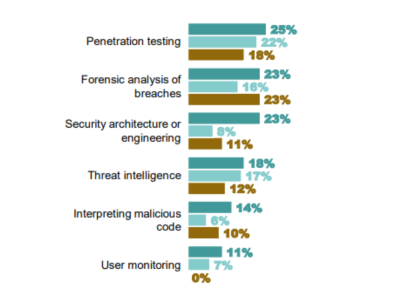 25%
Penetration testing
22%
18%
Forensic analysis of
23%
breaches
16%
23%
Security architecture or
23%
engineering
8%
11%
18%
Threat intelligence
17%
12%
Interpreting malicious
14%
code
6%
10%
11%
User monitoring
7%
0%